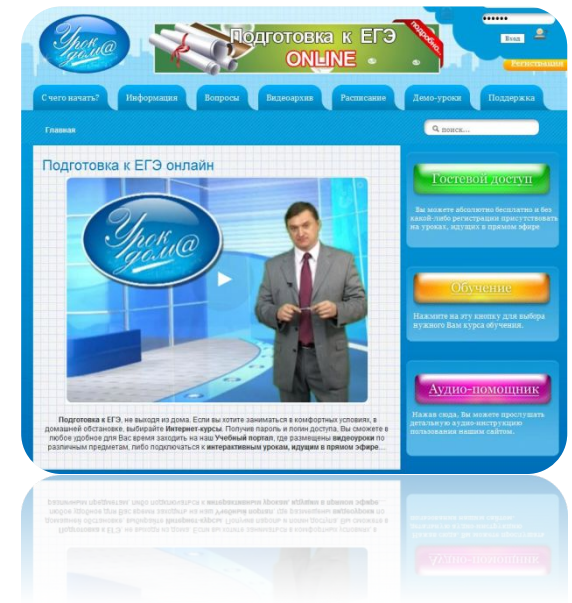 Урок
дом@
Подготовка к ЕГЭ
ONLINE
подробно...
••••••
Вход
Регистрация
С чего начать?
Информация
Вопросы
Видеоархив
Расписание
Демо-уроки
Поддержка
Главная
поиск...
Подготовка к ЕГЭ онлайн
Урок
дом@
Подготовка к ЕГЭ, не выходя из дома. Если вы хотите заниматься в комфортных условиях, в
домашней обстановке, выбирайте Интернет-курсы. Получив пароль и логин доступа, Вы сможете в
любое удобное для Вас время заходить на наш Учебный портал, где размещены видеоуроки по
различным предметам, либо подключаться к интерактивным урокам, идущим в прямом эфире...
Гостевой доступ
Вы можете абсолютно бесплатно и без
какой-либо регистрации присутствовать
на уроках, идущих в прямом эфире
Обучение
Нажмите на эту кнопку для выбора
нужного Вам курса обучения.
Аудио-помощник
Нажав сюда, Вы можете прослушать
детальную аудио-инструкцию
пользования нашим сайтом.